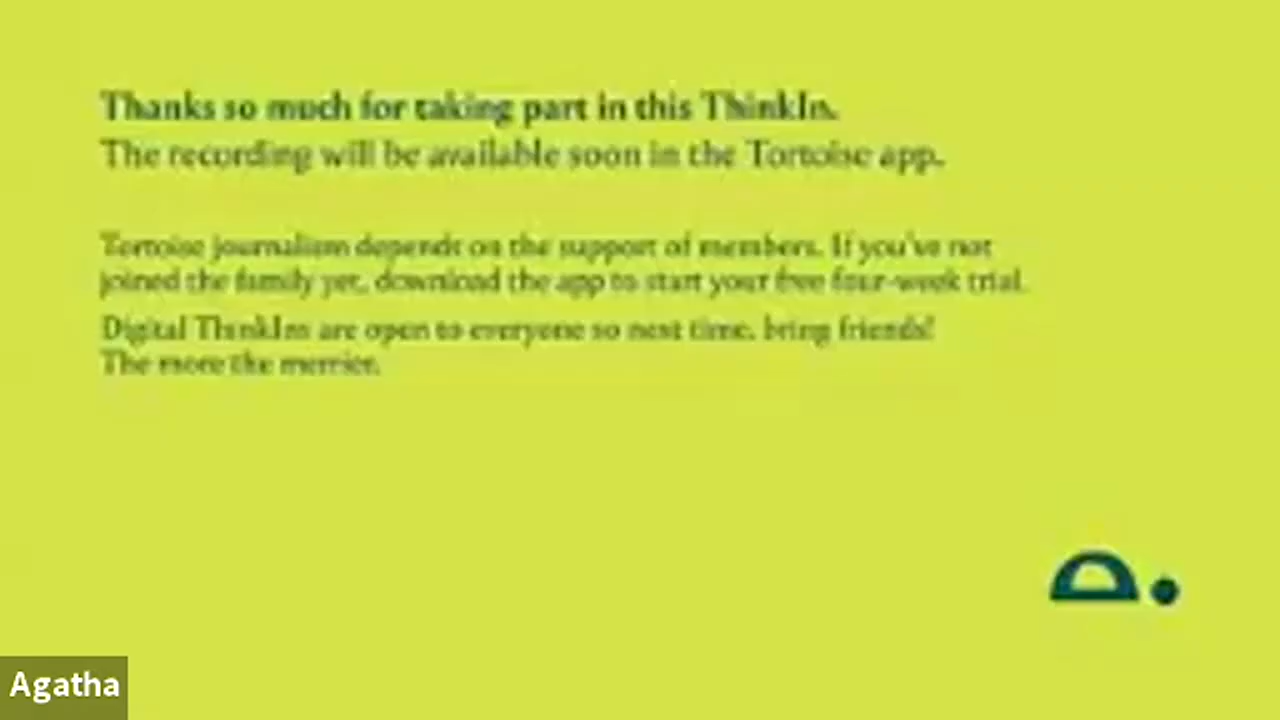 Thanks so much for taking part in this ThinkIn.
The recording will be available soon in the Tortoise app.
Tortoise journalism depends on the support of members. If you've not
joined the family yet, download the app to start your free four-week trial.
Digital ThinkIns are open to everyone so next time, bring friends!
The more the merrier.
Agatha